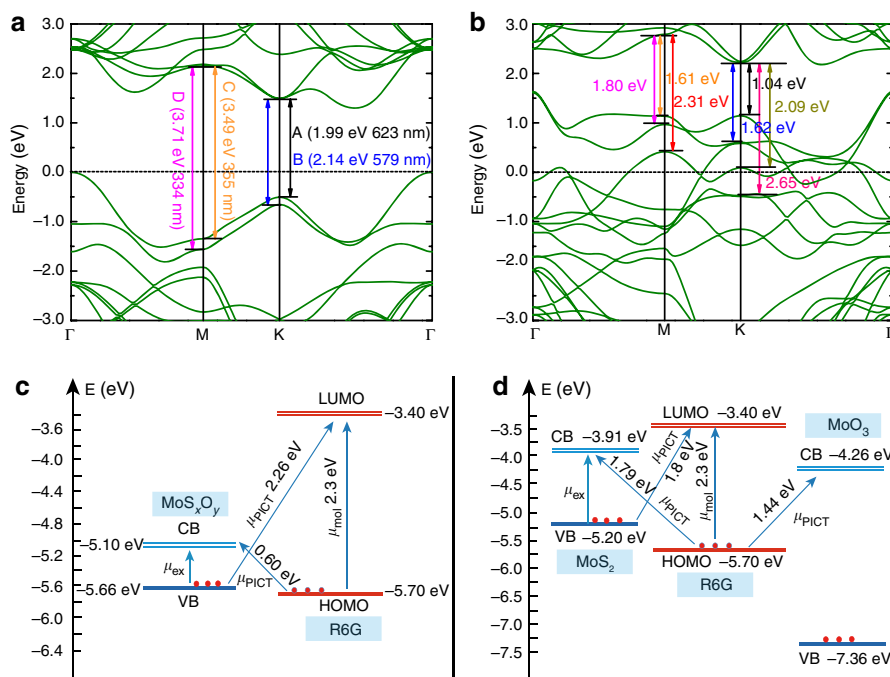 a
Energy (eV)
3.0
2.0
1.0
0.0
−1.0
−2.0
−3.0
Γ
M
K
Γ
D (3.71 eV 334 nm)
C (3.49 eV 355 nm)
A (1.99 eV 623 nm)
B (2.14 eV 579 nm)
b
Energy (eV)
3.0
2.0
1.0
0.0
−1.0
−2.0
−3.0
Γ
M
K
Γ
1.80 eV
1.61 eV
2.31 eV
1.04 eV
2.09 eV
1.62 eV
2.65 eV
c
E (eV)
−3.6
−4.0
−4.4
−4.8
−5.2
−5.6
−6.0
−6.4
LUMO
−3.40 eV
μPICT 2.26 eV
μmol 2.3 eV
MoSxOy
CB
−5.10 eV
μex
μPICT
0.60 eV
−5.66 eV
VB
HOMO
−5.70 eV
R6G
d
E (eV)
−3.5
−4.0
−4.5
−5.0
−5.5
−6.0
−6.5
−7.0
−7.5
LUMO −3.40 eV
MoO3
CB −3.91 eV
CB −4.26 eV
μPICT
1.8 eV
1.79 eV
μPICT
μmol 2.3 eV
1.44 eV
μPICT
μex
VB −5.20 eV
MoS2
HOMO −5.70 eV
R6G
VB −7.36 eV